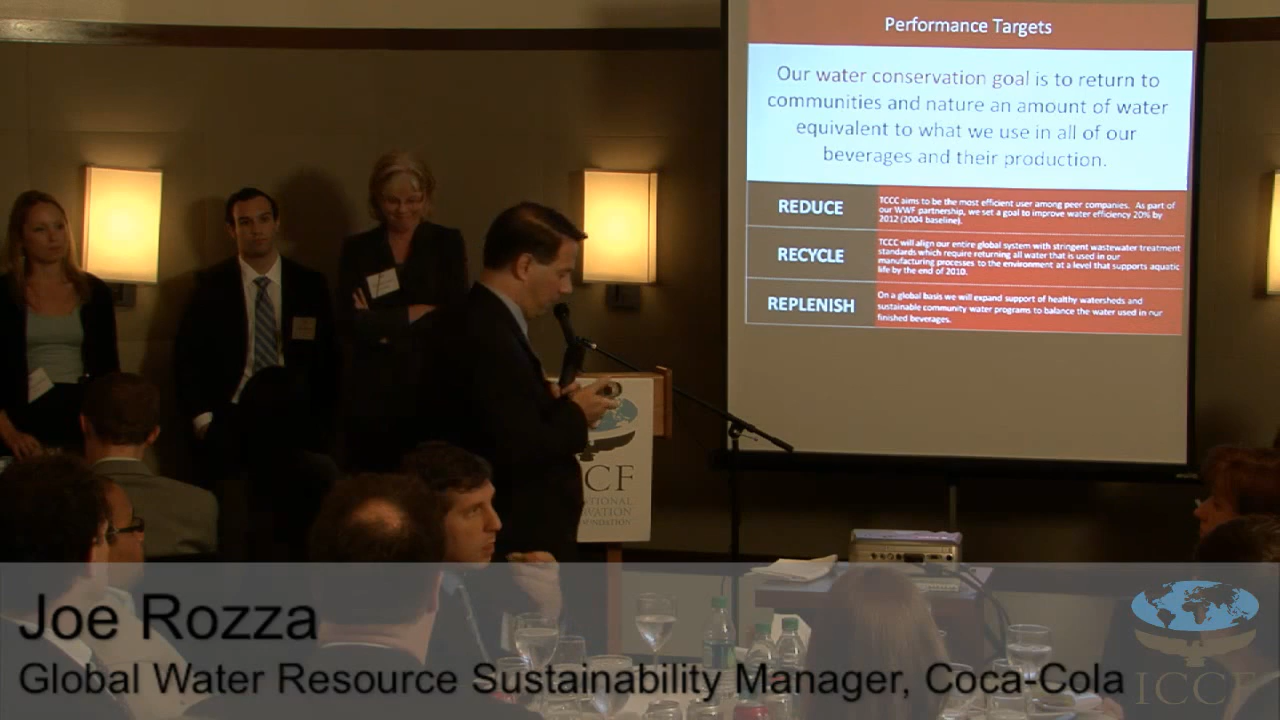 Performance Targets
Our water conservation goal is to return to
communities and nature an amount of water
equivalent to what we use in all of our
beverages and their production.
REDUCE
TCCC aims to be the most efficient user among peer companies. As part of
our WWF partnership, we set a goal to improve water efficiency 20% by
2012 (2004 baseline).
RECYCLE
TCCC will align our entire global system with stringent wastewater treatment
standards which require returning all water that is used in our
manufacturing processes to the environment at a level that supports aquatic
life by the end of 2010.
REPLENISH
On a global basis we will expand support of healthy watersheds and
sustainable community water programs to balance the water used in our
finished beverages.
CCF
Joe Rozza
Global Water Resource Sustainability Manager, Coca-Cola
ICCF